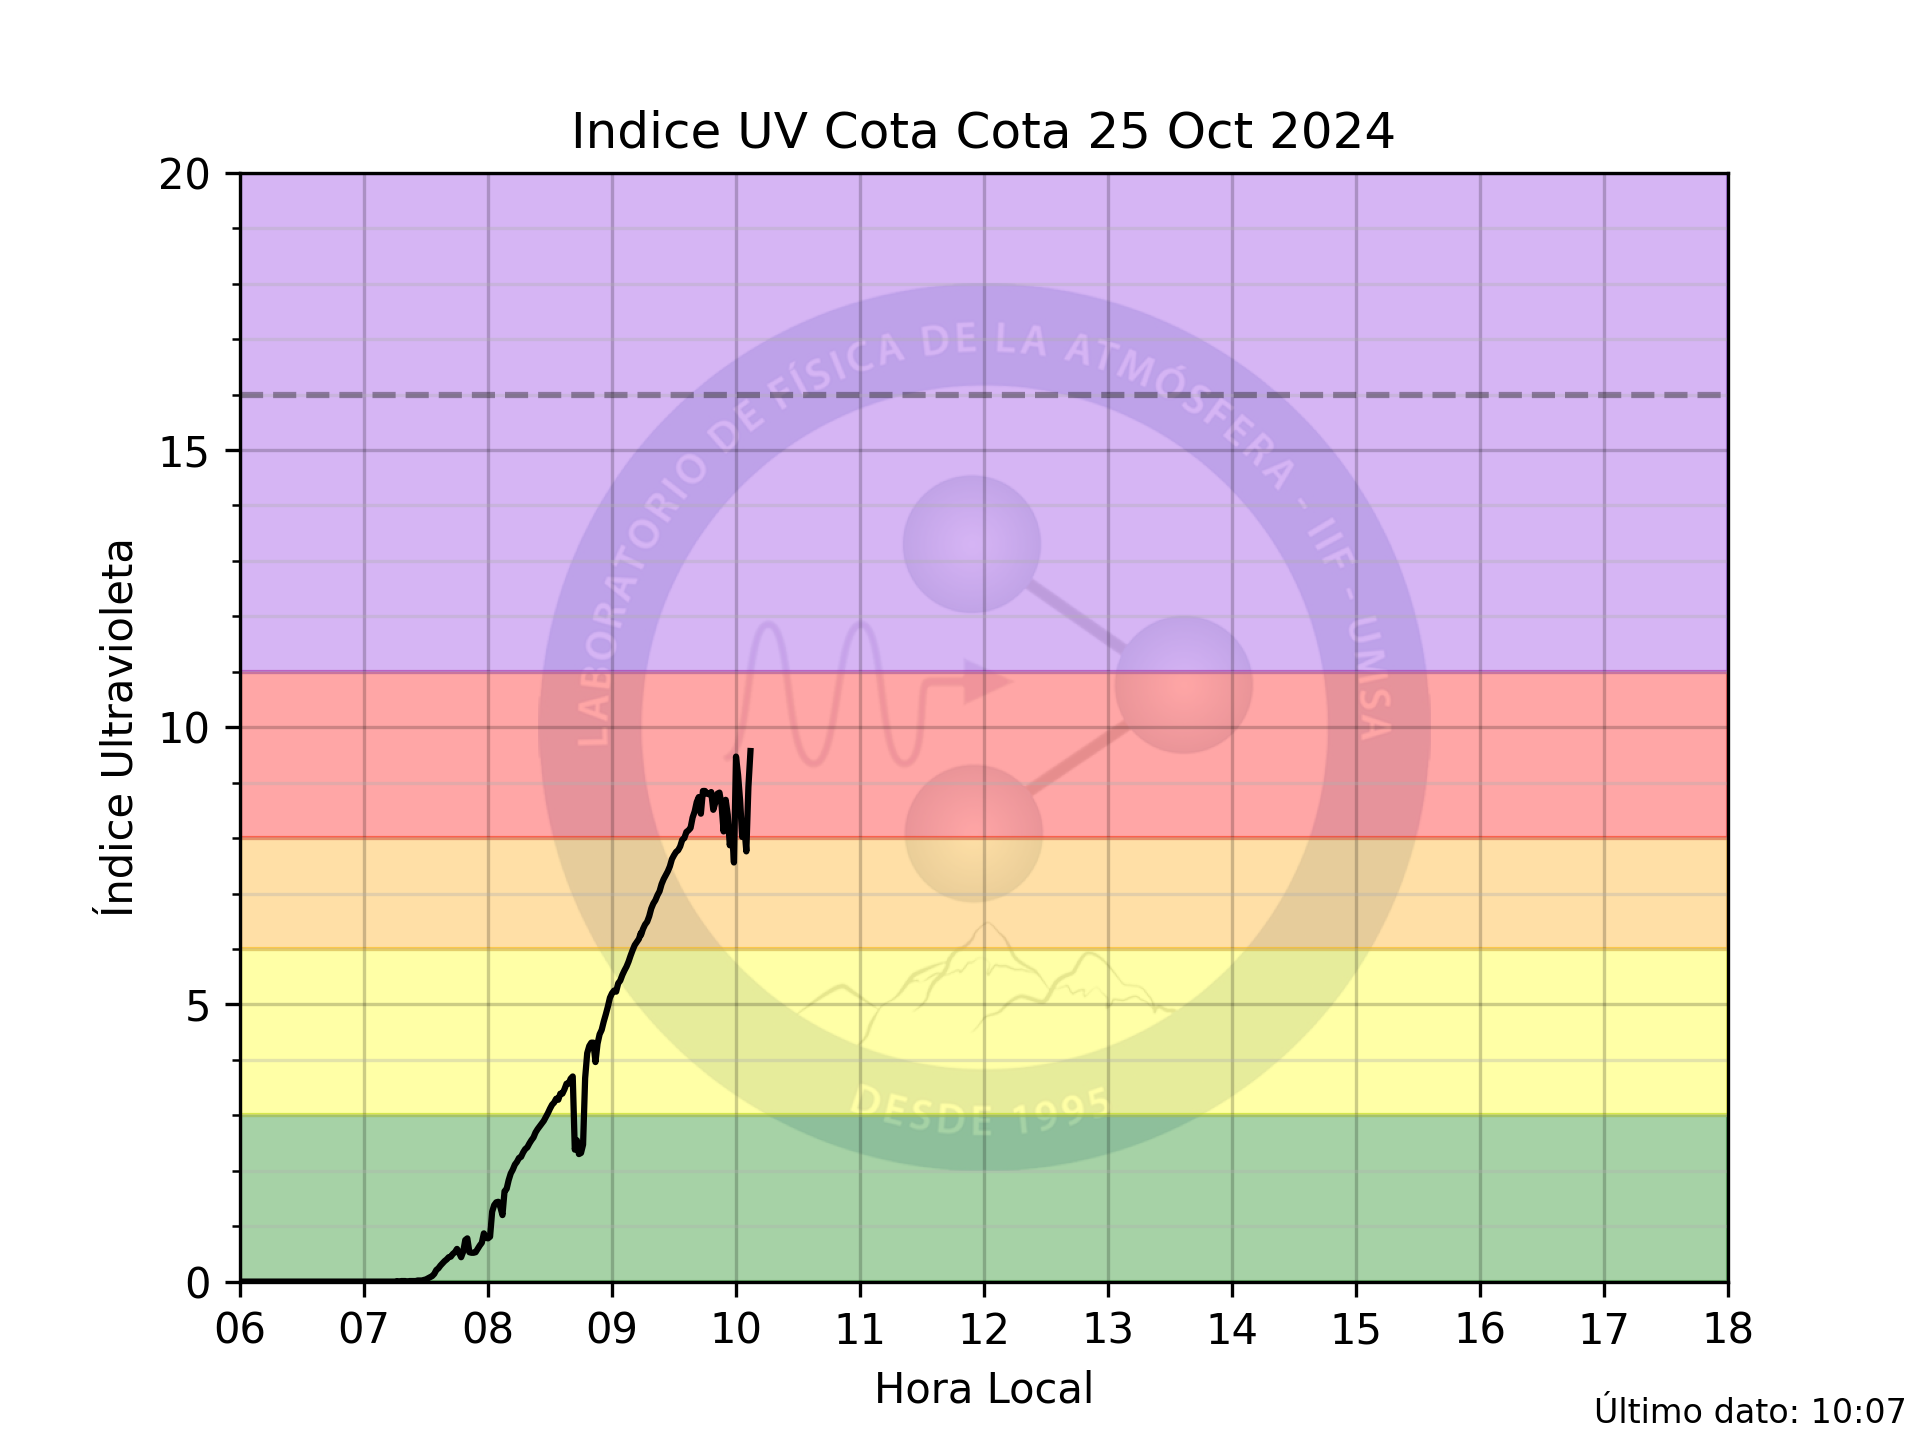 Indice UV Cota Cota 25 Oct 2024
20
15
10
5
0
Índice Ultravioleta
LABORATORIO DE FÍSICA DE LA ATMÓSFERA - IIF - UMSA
DESDE 1995
06 07 08 09 10 11 12 13 14 15 16 17 18
Hora Local
Último dato: 10:07